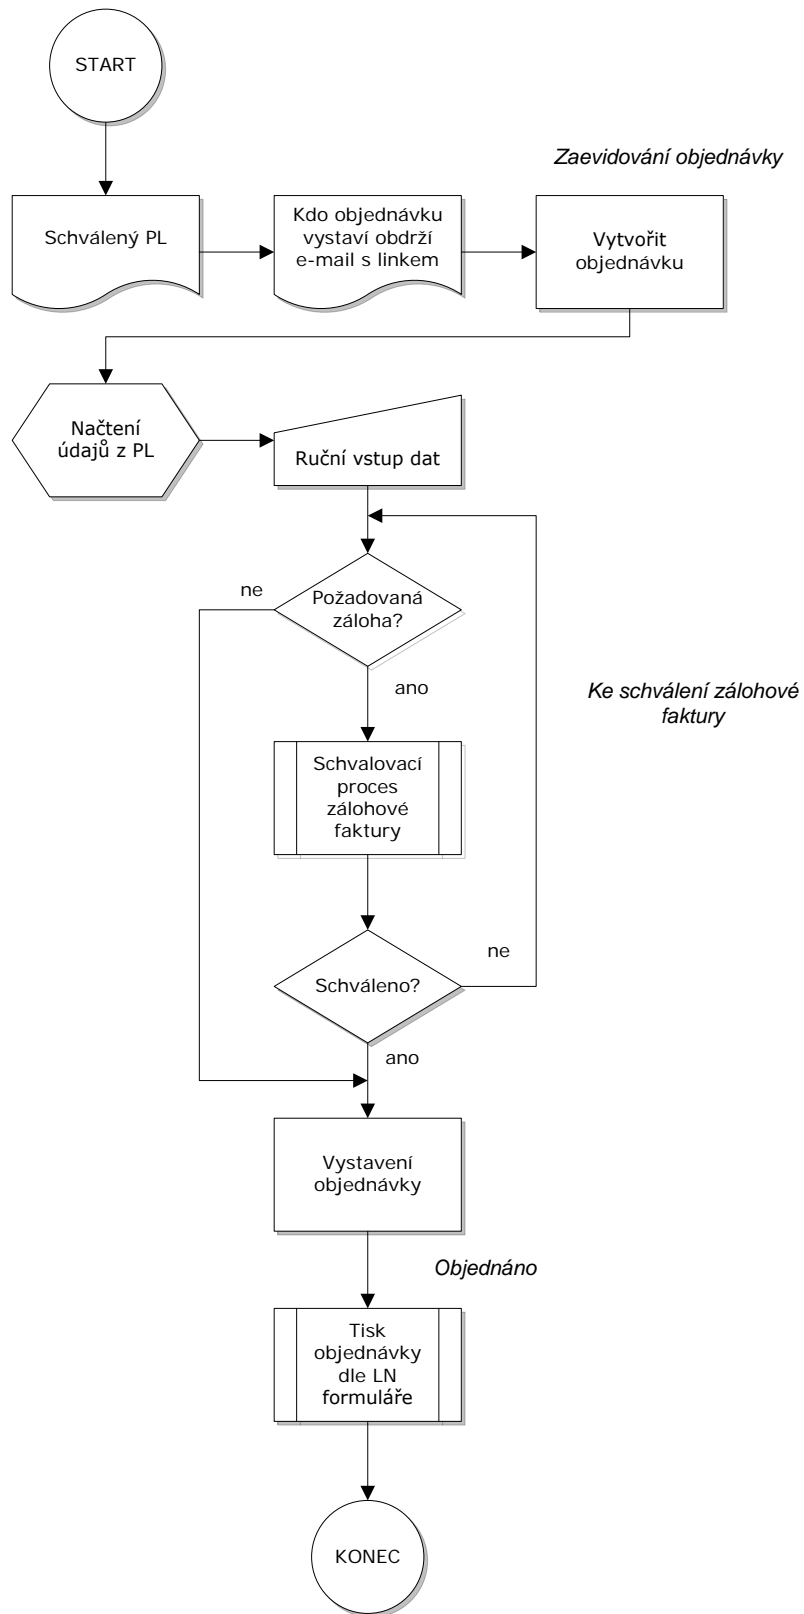 START
Zaevidování objednávky
Schválený PL
Kdo objednávku
vystaví obdrží
e-mail s linkem
Vytvořit
objednávku
Načtení
údajů z PL
Ruční vstup dat
ne
Požadovaná
záloha?
ano
Ke schválení zálohové
faktury
Schvalovací
proces
zálohové
faktury
ne
Schváleno?
ano
Vystavení
objednávky
Objednáno
Tisk
objednávky
dle LN
formuláře
KONEC